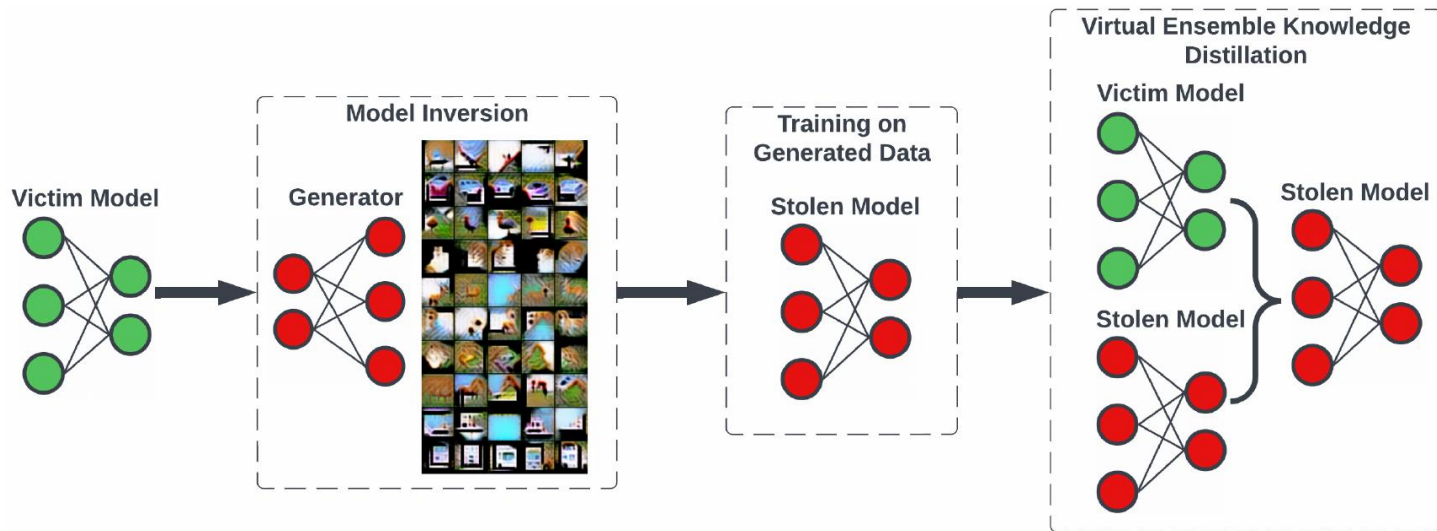 Victim Model
Model Inversion
Generator
Training on
Generated Data
Stolen Model
Virtual Ensemble Knowledge
Distillation
Victim Model
Stolen Model
Stolen Model